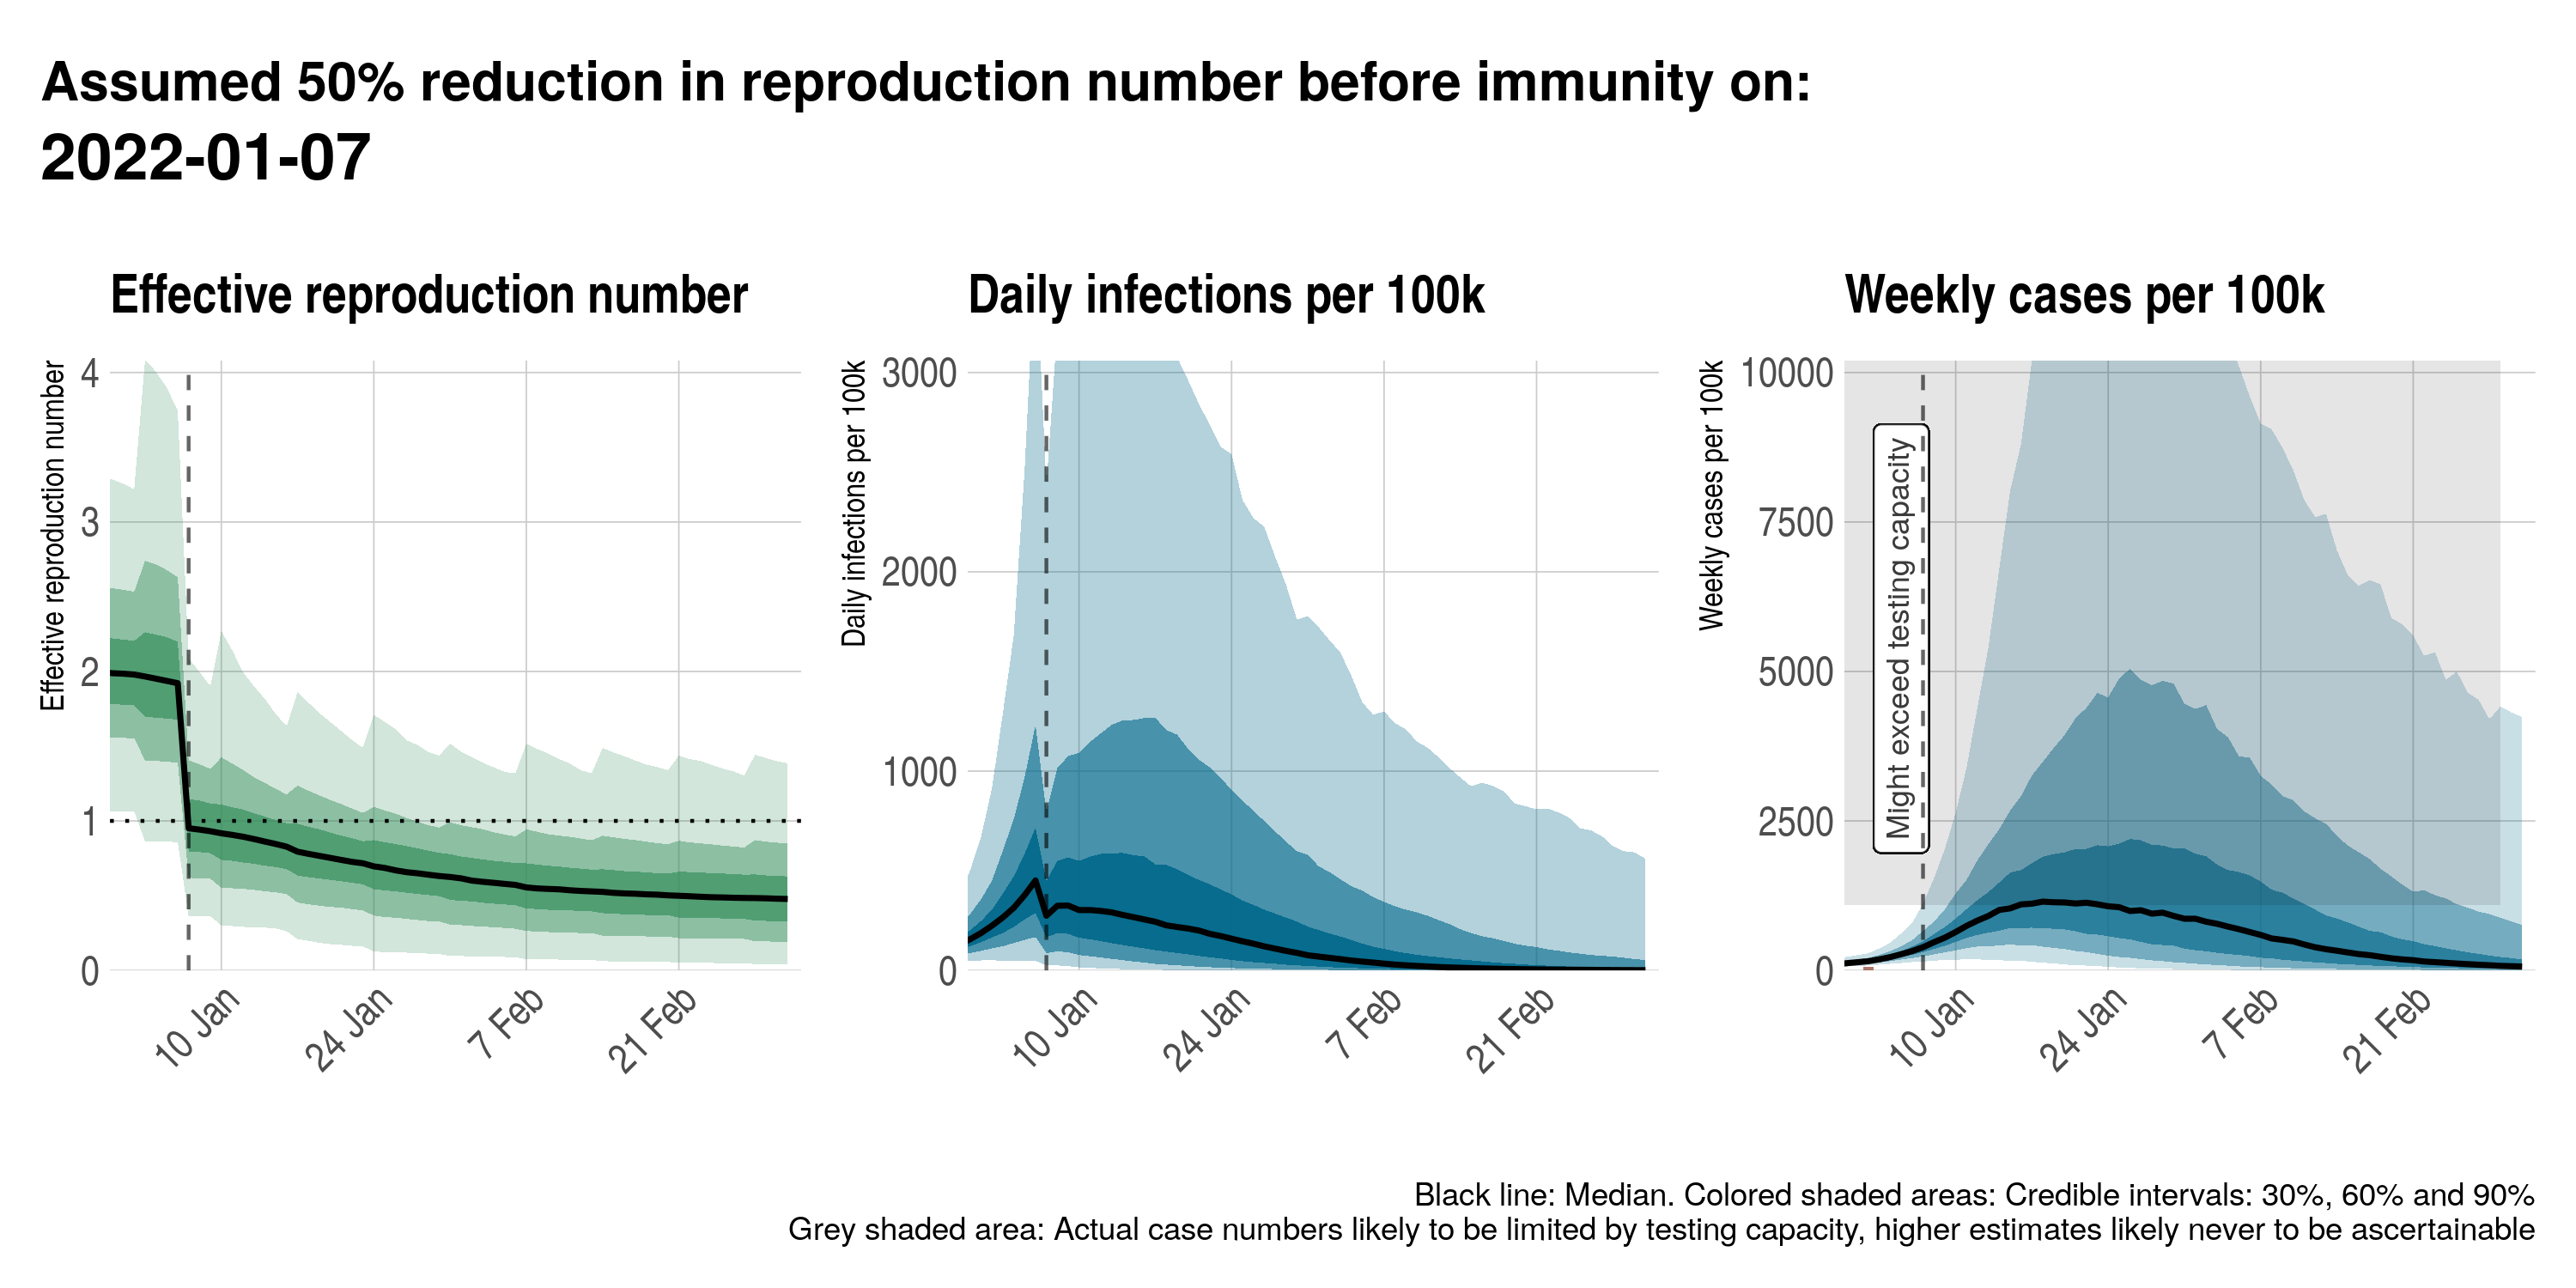 Assumed 50% reduction in reproduction number before immunity on:
2022-01-07
Effective reproduction number
Effective reproduction number
4
3
2
1
0
10 Jan
24 Jan
7 Feb
21 Feb
Daily infections per 100k
Daily infections per 100k
3000
2000
1000
0
10 Jan
24 Jan
7 Feb
21 Feb
Weekly cases per 100k
Weekly cases per 100k
10000
7500
5000
2500
0
Might exceed testing capacity
10 Jan
24 Jan
7 Feb
21 Feb
Black line: Median. Colored shaded areas: Credible intervals: 30%, 60% and 90%
Grey shaded area: Actual case numbers likely to be limited by testing capacity, higher estimates likely never to be ascertainable